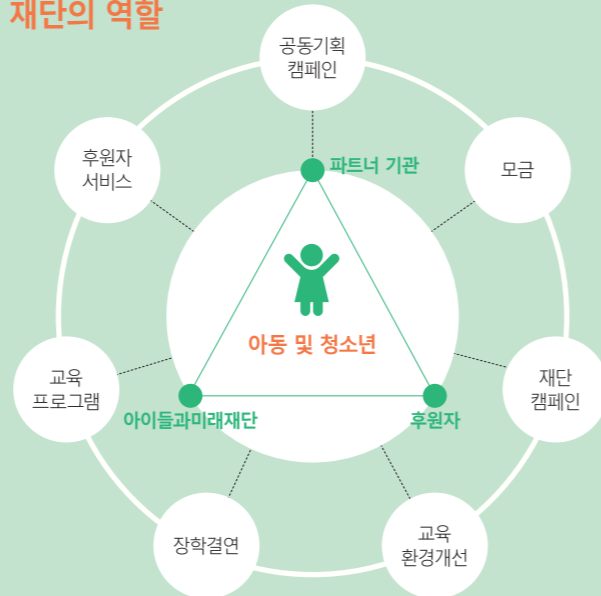 재단의 역할
공동기획
캠페인
후원자
서비스
파트너 기관
모금
아동 및 청소년
교육
프로그램
재단
캠페인
아이들과미래재단
후원자
장학결연
교육
환경개선